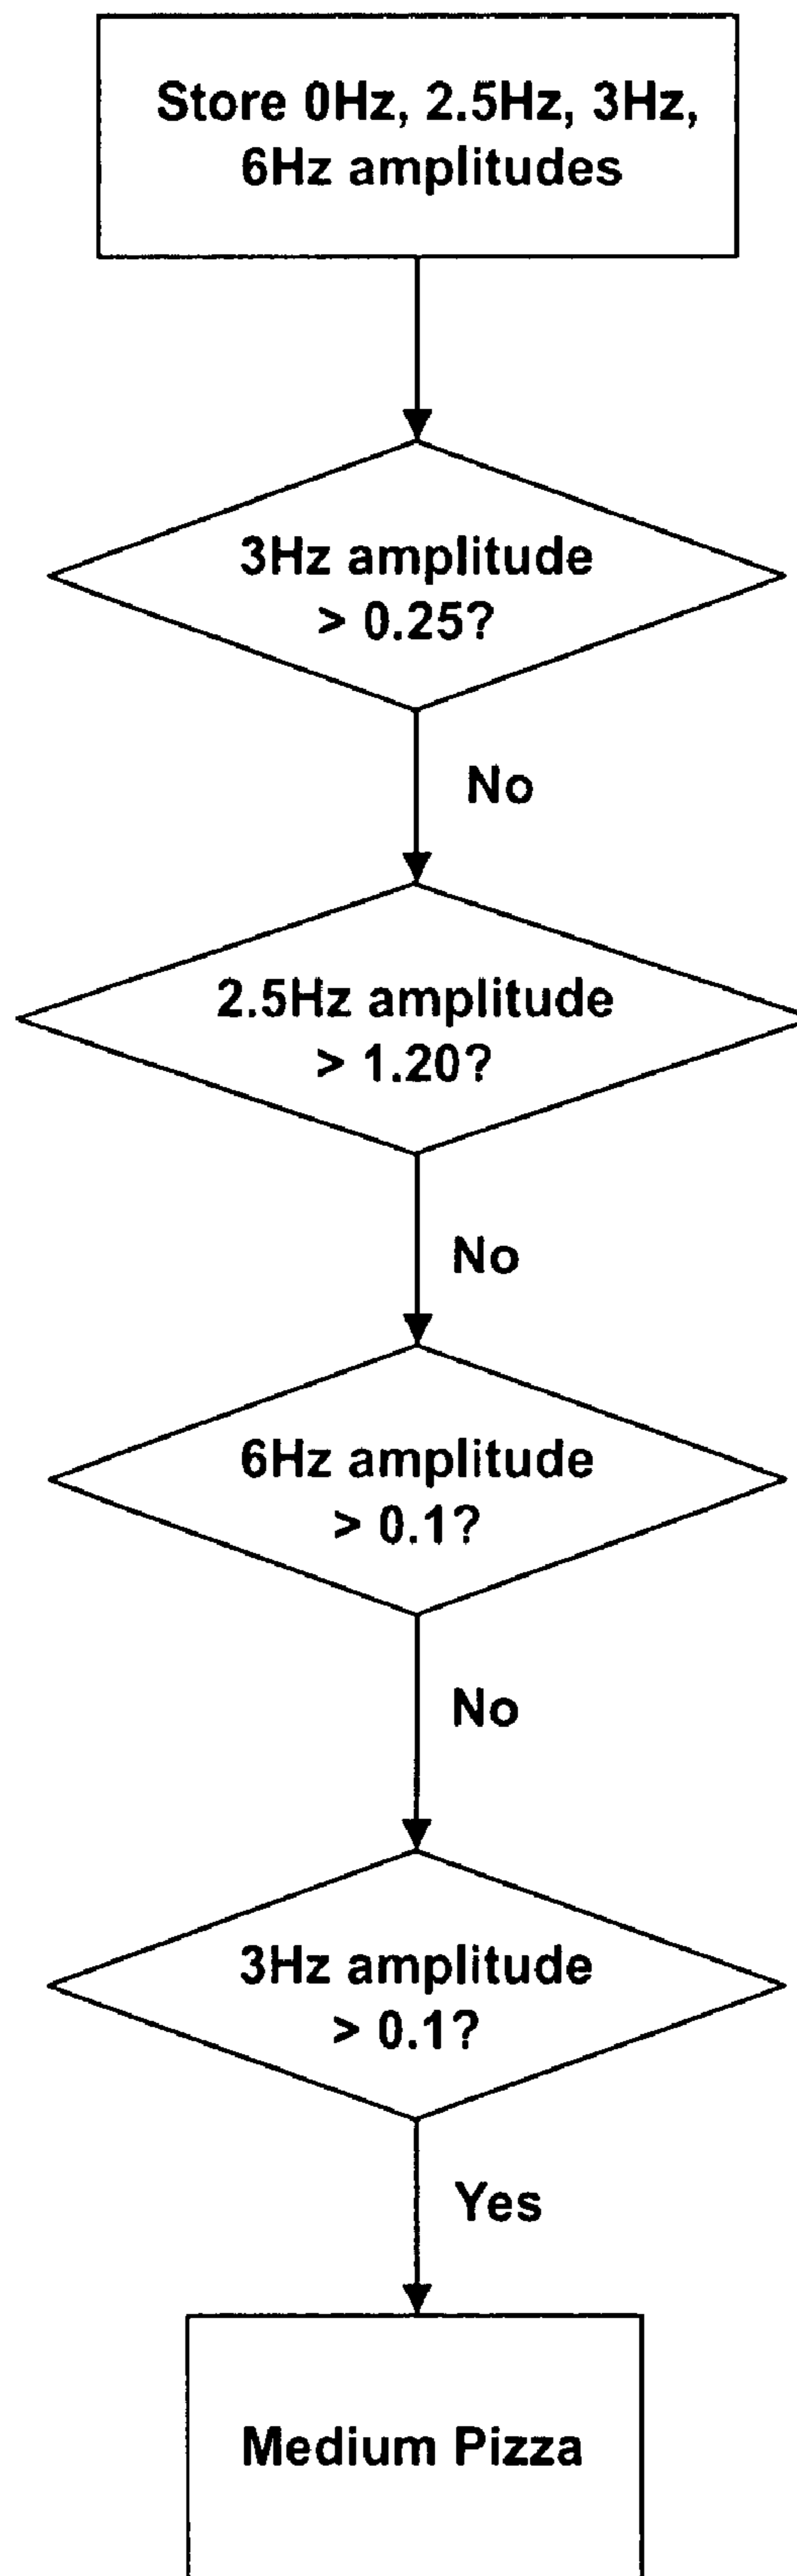 Store 0Hz, 2.5Hz, 3Hz,
6Hz amplitudes
3Hz amplitude
> 0.25?
No
2.5Hz amplitude
> 1.20?
No
6Hz amplitude
> 0.1?
No
3Hz amplitude
> 0.1?
Yes
Medium Pizza